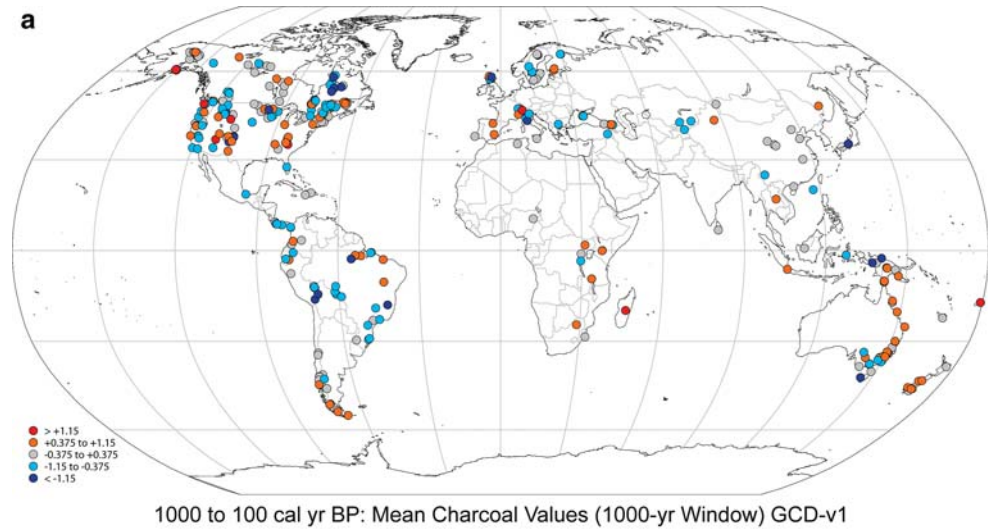 a
> +1.15
+0.375 to +1.15
-0.375 to +0.375
-1.15 to -0.375
< -1.15
1000 to 100 cal yr BP: Mean Charcoal Values (1000-yr Window) GCD-v1